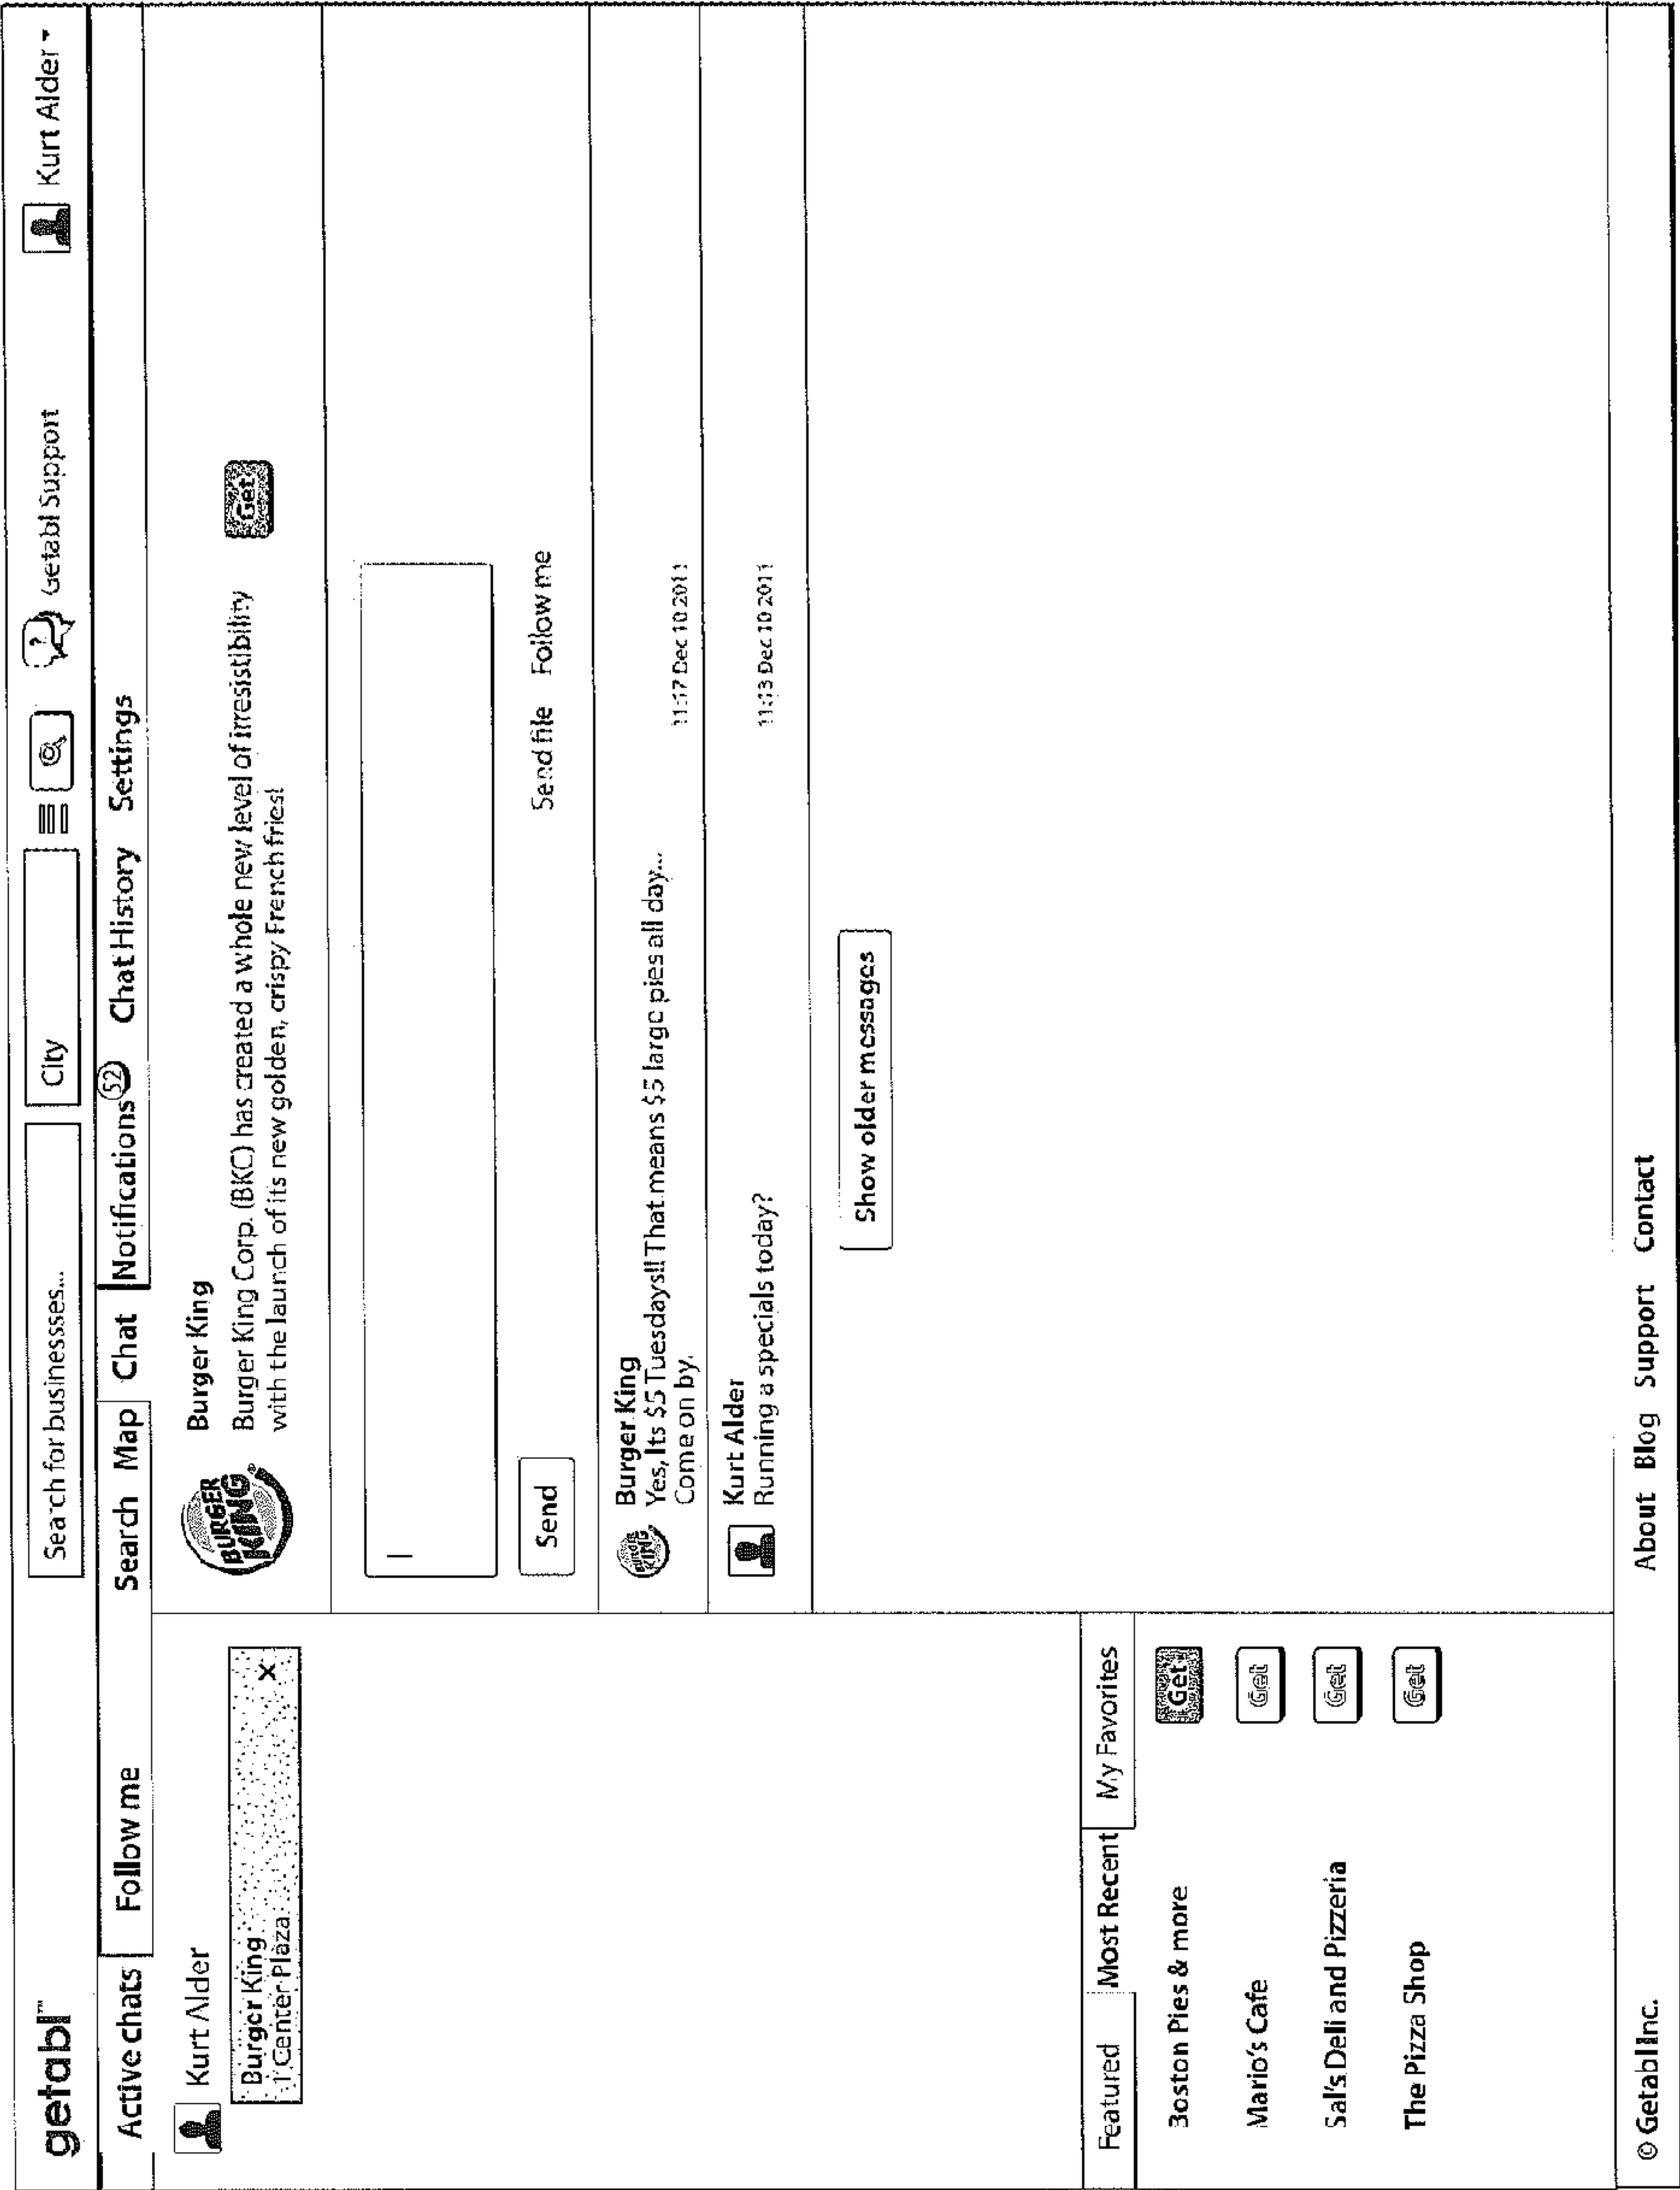 getabl™
Search for businessses...
City
Getabl Support
Kurt Alder
Active chats
Follow me
Search
Map
Chat
Notifications 52
Chat History
Settings
Kurt Alder
Burger King
1 Center Plaza
X
Featured
Most Recent
My Favorites
Boston Pies & more
Get
Mario's Cafe
Get
Sal's Deli and Pizzeria
Get
The Pizza Shop
Get
BURGER
KING
Burger King
Burger King Corp. (BKC) has created a whole new level of irresistibility
with the launch of its new golden, crispy French fries!
Get
Send
Send file
Follow me
BURGER
KING
Burger King
Yes, Its $5 Tuesdays!! That means $5 large pies all day...
Come on by.
11:17 Dec 10 2011
Kurt Alder
Running a specials today?
11:13 Dec 10 2011
Show older messages
© Getabl Inc.
About
Blog
Support
Contact